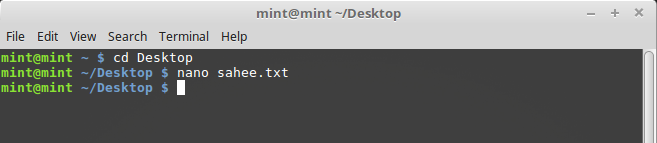 mint@mint ~/Desktop
File Edit View Search Terminal Help
mint@mint ~ $ cd Desktop
mint@mint ~/Desktop $ nano sahee.txt
mint@mint ~/Desktop $